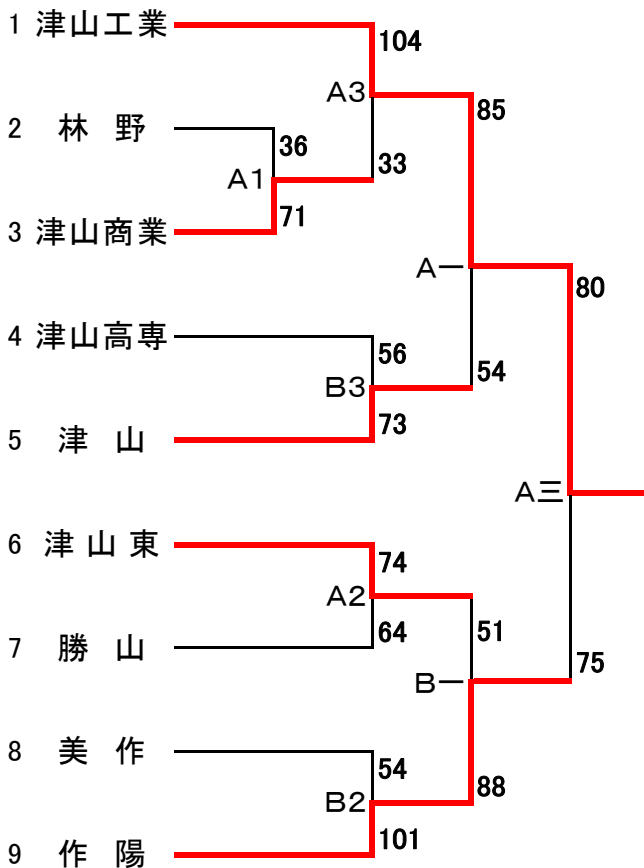 1 津山工業
104
A3
85
2 林野
36
33
A1
71
3 津山商業
A一
80
4 津山高専
56
54
B3
73
5 津山
A三
6 津山東
74
A2
51
64
7 勝山
B一
75
8 美作
54
88
B2
101
9 作陽